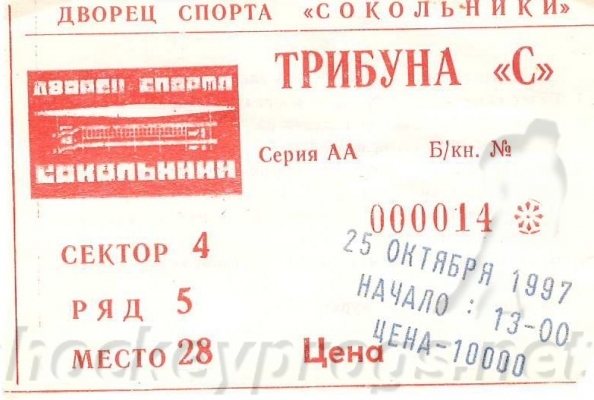 ДВОРЕЦ СПОРТА «СОКОЛЬНИКИ»
ДВОРЕЦ СПОРТА
СОКОЛЬНИКИ
ТРИБУНА «С»
Серия АА Б/кн. №
000014
СЕКТОР 4
РЯД 5
МЕСТО 28
Цена
25 ОКТЯБРЯ 1997
НАЧАЛО : 13-00
ЦЕНА-10000
hockeyprogs.net